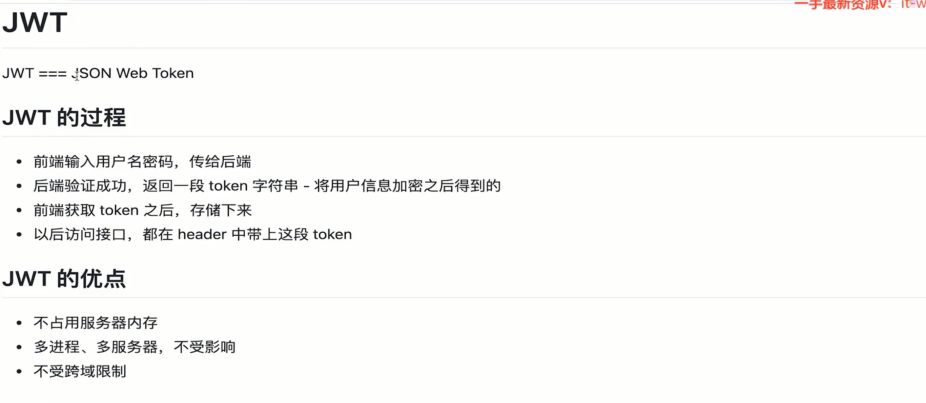 一手最新资源v：it
JWT
JWT === JSON Web Token
JWT 的过程
• 前端输入用户名密码，传给后端
• 后端验证成功，返回一段 token 字符串 - 将用户信息加密之后得到的
• 前端获取 token 之后，存储下来
• 以后访问接口，都在 header 中带上这段 token
JWT 的优点
• 不占用服务器内存
• 多进程、多服务器，不受影响
• 不受跨域限制